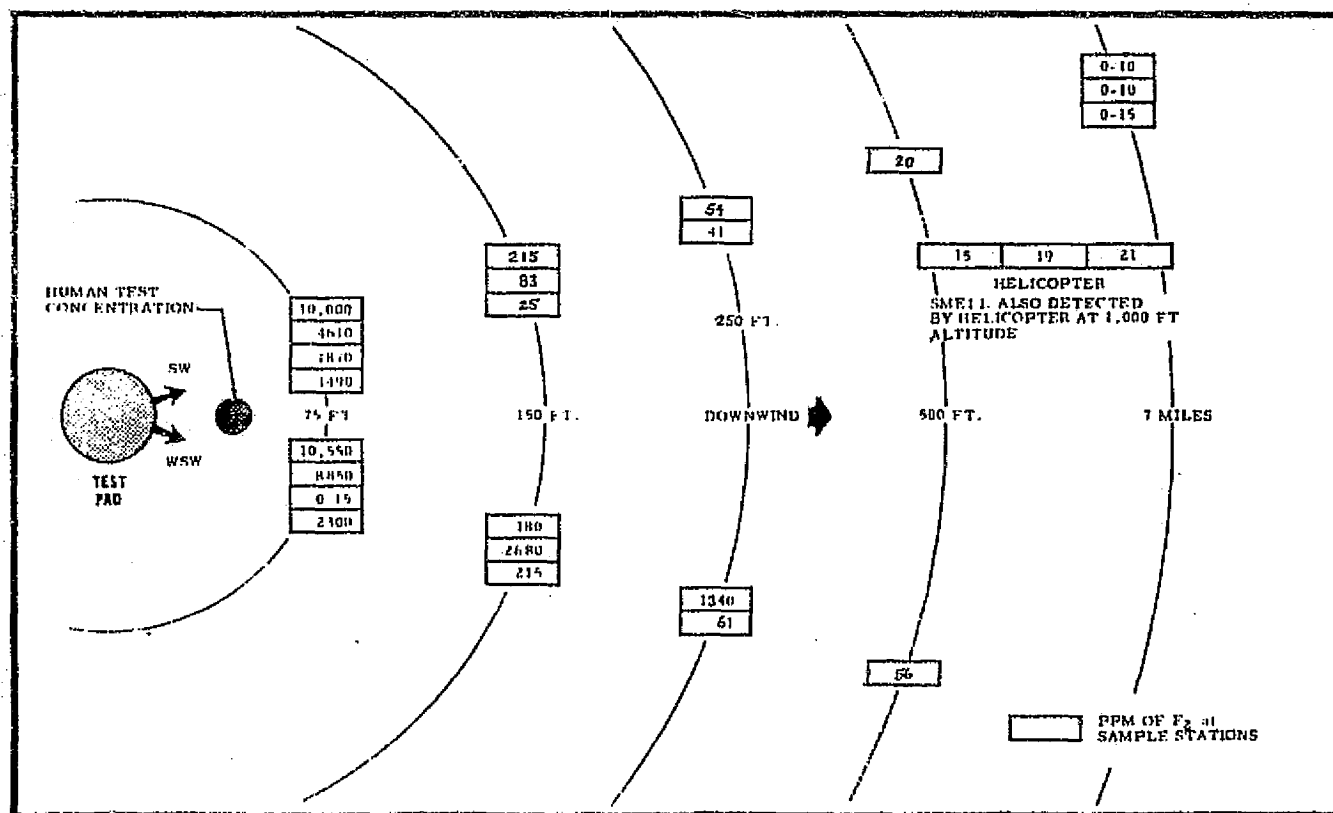 HUMAN TEST
CONCENTRATION
SW
WSW
TEST
PAD
10,000
4610
1490
75 FT
10,550
8850
0 15
2300
215
83
25
150 FT.
180
2680
215
54
41
250 FT.
DOWNWIND
1340
61
20
500 FT.
56
0-10
0-10
0-15
15 19 21
HELICOPTER
SMELL ALSO DETECTED
BY HELICOPTER AT 1,000 FT
ALTITUDE
7 MILES
PPM OF F2 at
SAMPLE STATIONS